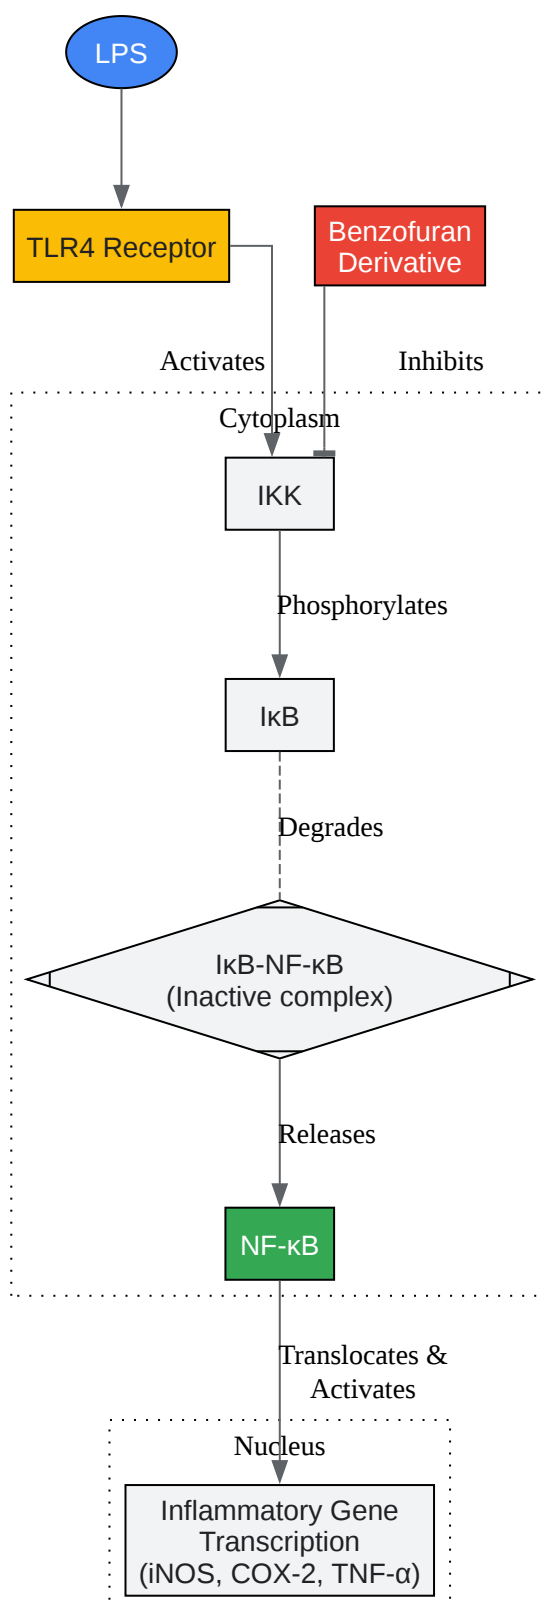 LPS
TLR4 Receptor
Benzofuran
Derivative
Activates
Inhibits
Cytoplasm
IKK
Phosphorylates
IκB
Degrades
IκB-NF-κB
(Inactive complex)
Releases
NF-κB
Translocates &
Activates
Nucleus
Inflammatory Gene
Transcription
(iNOS, COX-2, TNF-α)